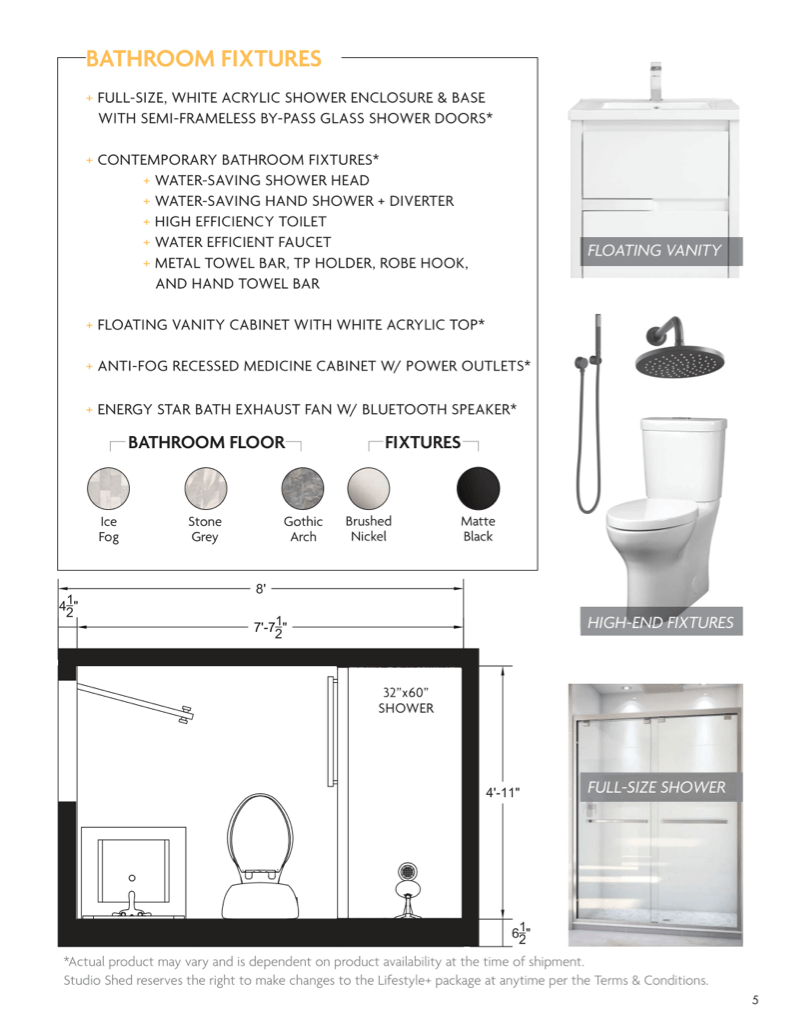 BATHROOM FIXTURES
+ FULL-SIZE, WHITE ACRYLIC SHOWER ENCLOSURE & BASE
WITH SEMI-FRAMELESS BY-PASS GLASS SHOWER DOORS*
+ CONTEMPORARY BATHROOM FIXTURES*
+ WATER-SAVING SHOWER HEAD
+ WATER-SAVING HAND SHOWER + DIVERTER
+ HIGH EFFICIENCY TOILET
+ WATER EFFICIENT FAUCET
+ METAL TOWEL BAR, TP HOLDER, ROBE HOOK,
AND HAND TOWEL BAR
+ FLOATING VANITY CABINET WITH WHITE ACRYLIC TOP*
+ ANTI-FOG RECESSED MEDICINE CABINET W/ POWER OUTLETS*
+ ENERGY STAR BATH EXHAUST FAN W/ BLUETOOTH SPEAKER*
BATHROOM FLOOR
Ice
Fog
Stone
Grey
Gothic
Arch
FIXTURES
Brushed
Nickel
Matte
Black
FLOATING VANITY
HIGH-END FIXTURES
FULL-SIZE SHOWER
8'
4 1/2"
7'-7 1/2"
32"x60"
SHOWER
4'-11"
6 1/2"
*Actual product may vary and is dependent on product availability at the time of shipment.
Studio Shed reserves the right to make changes to the Lifestyle+ package at anytime per the Terms & Conditions.
5